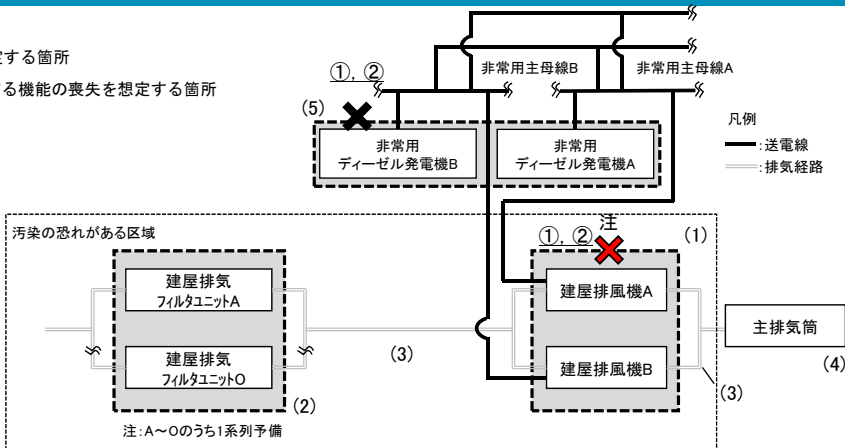 定する箇所
する機能の喪失を想定する箇所
①, ②
非常用主母線B
非常用主母線A
(5)
非常用
ディーゼル発電機B
非常用
ディーゼル発電機A
凡例
:送電線
:排気経路
汚染の恐れがある区域
注
①, ②
(1)
建屋排気
フィルタユニットA
建屋排風機A
主排気筒
建屋排気
フィルタユニットO
(3)
建屋排風機B
(4)
(2)
(3)
注:A～Oのうち1系列予備